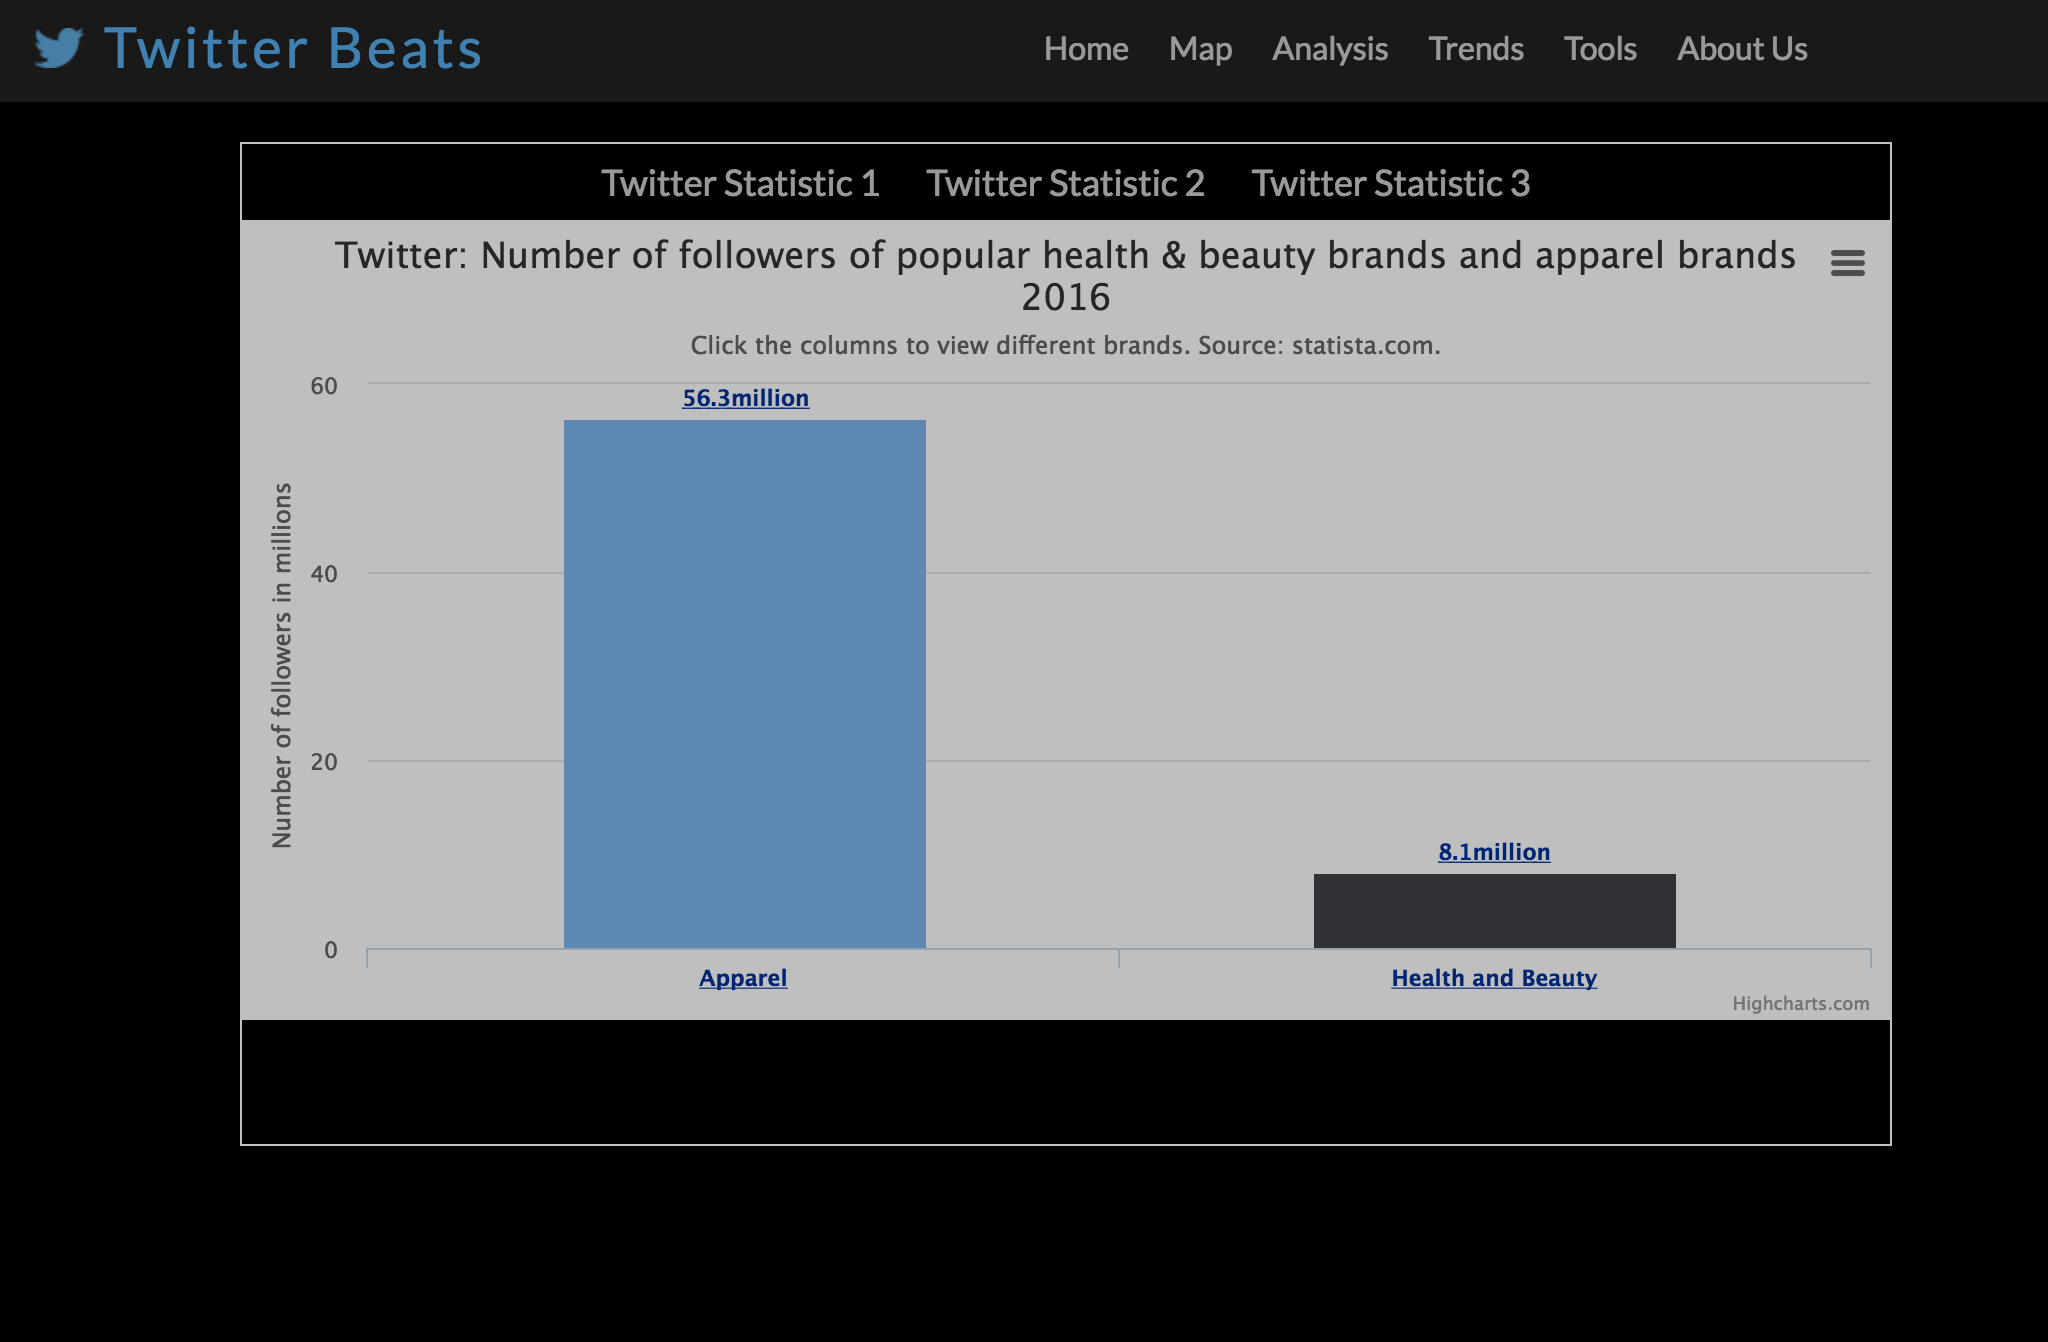 Twitter Beats
Home Map Analysis Trends Tools About Us
Twitter Statistic 1 Twitter Statistic 2 Twitter Statistic 3
Twitter: Number of followers of popular health & beauty brands and apparel brands
2016
Click the columns to view different brands. Source: statista.com.
Number of followers in millions
60
40
20
0
56.3million
8.1million
Apparel
Health and Beauty
Highcharts.com